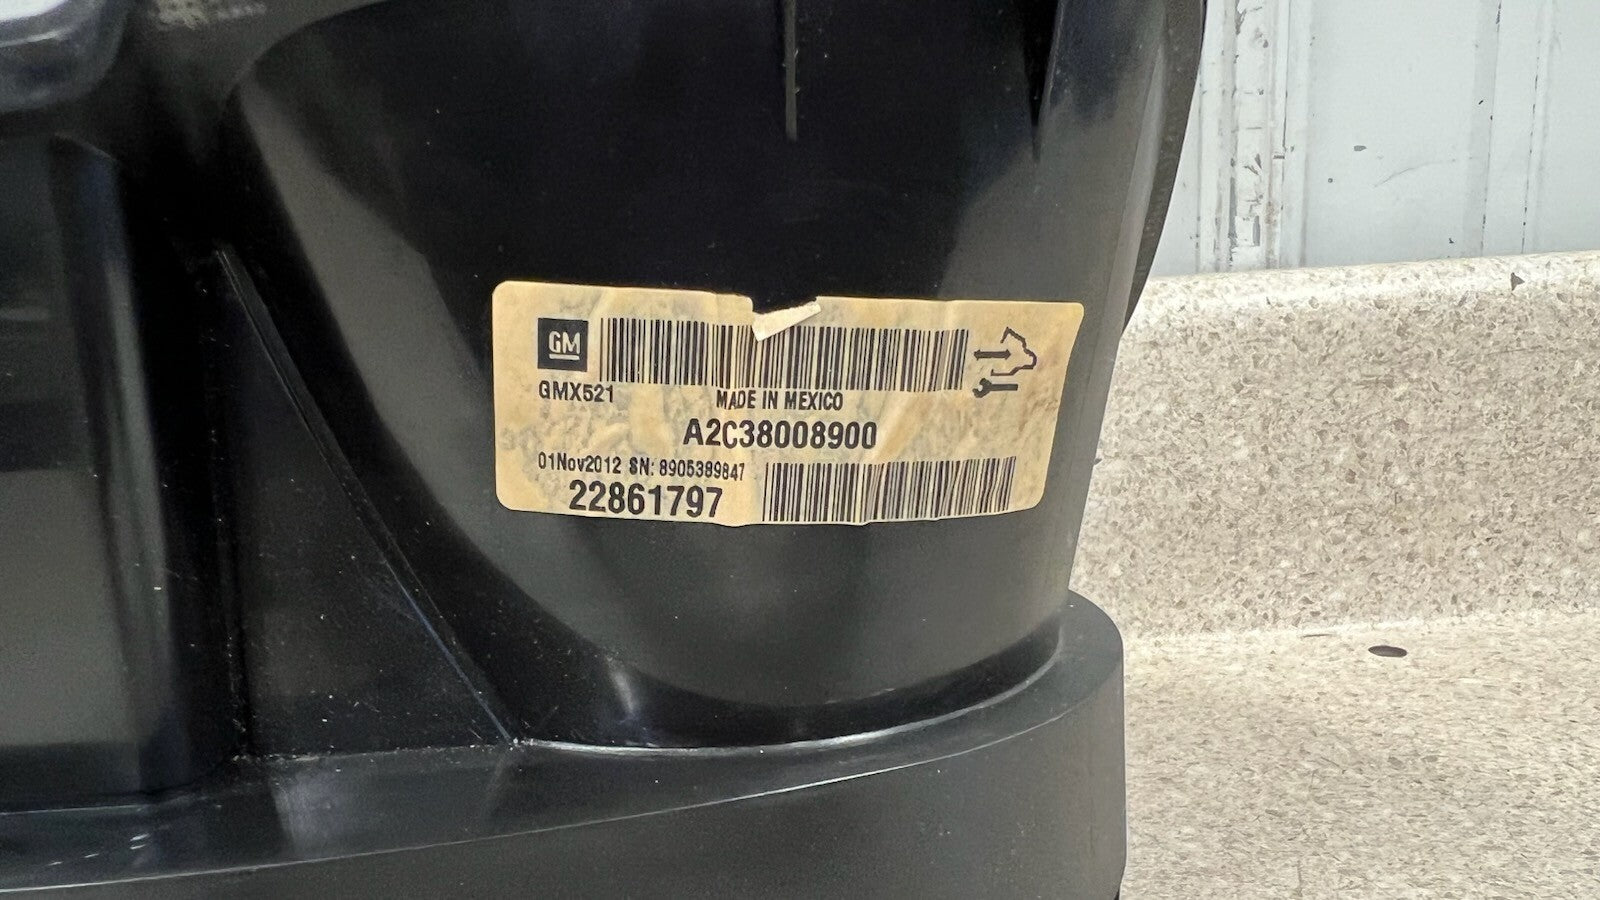 GM
GMX521
MADE IN MEXICO
A2C38008900
01Nov2012 SN: 8905389847
22861797